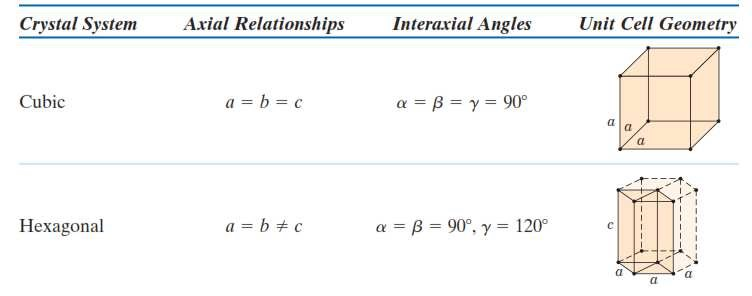 Crystal System Axial Relationships Interaxial Angles Unit Cell Geometry
Cubic a = b = c α = β = γ = 90°
a a
a
Hexagonal a = b ≠ c α = β = 90°, γ = 120°
c
a a a